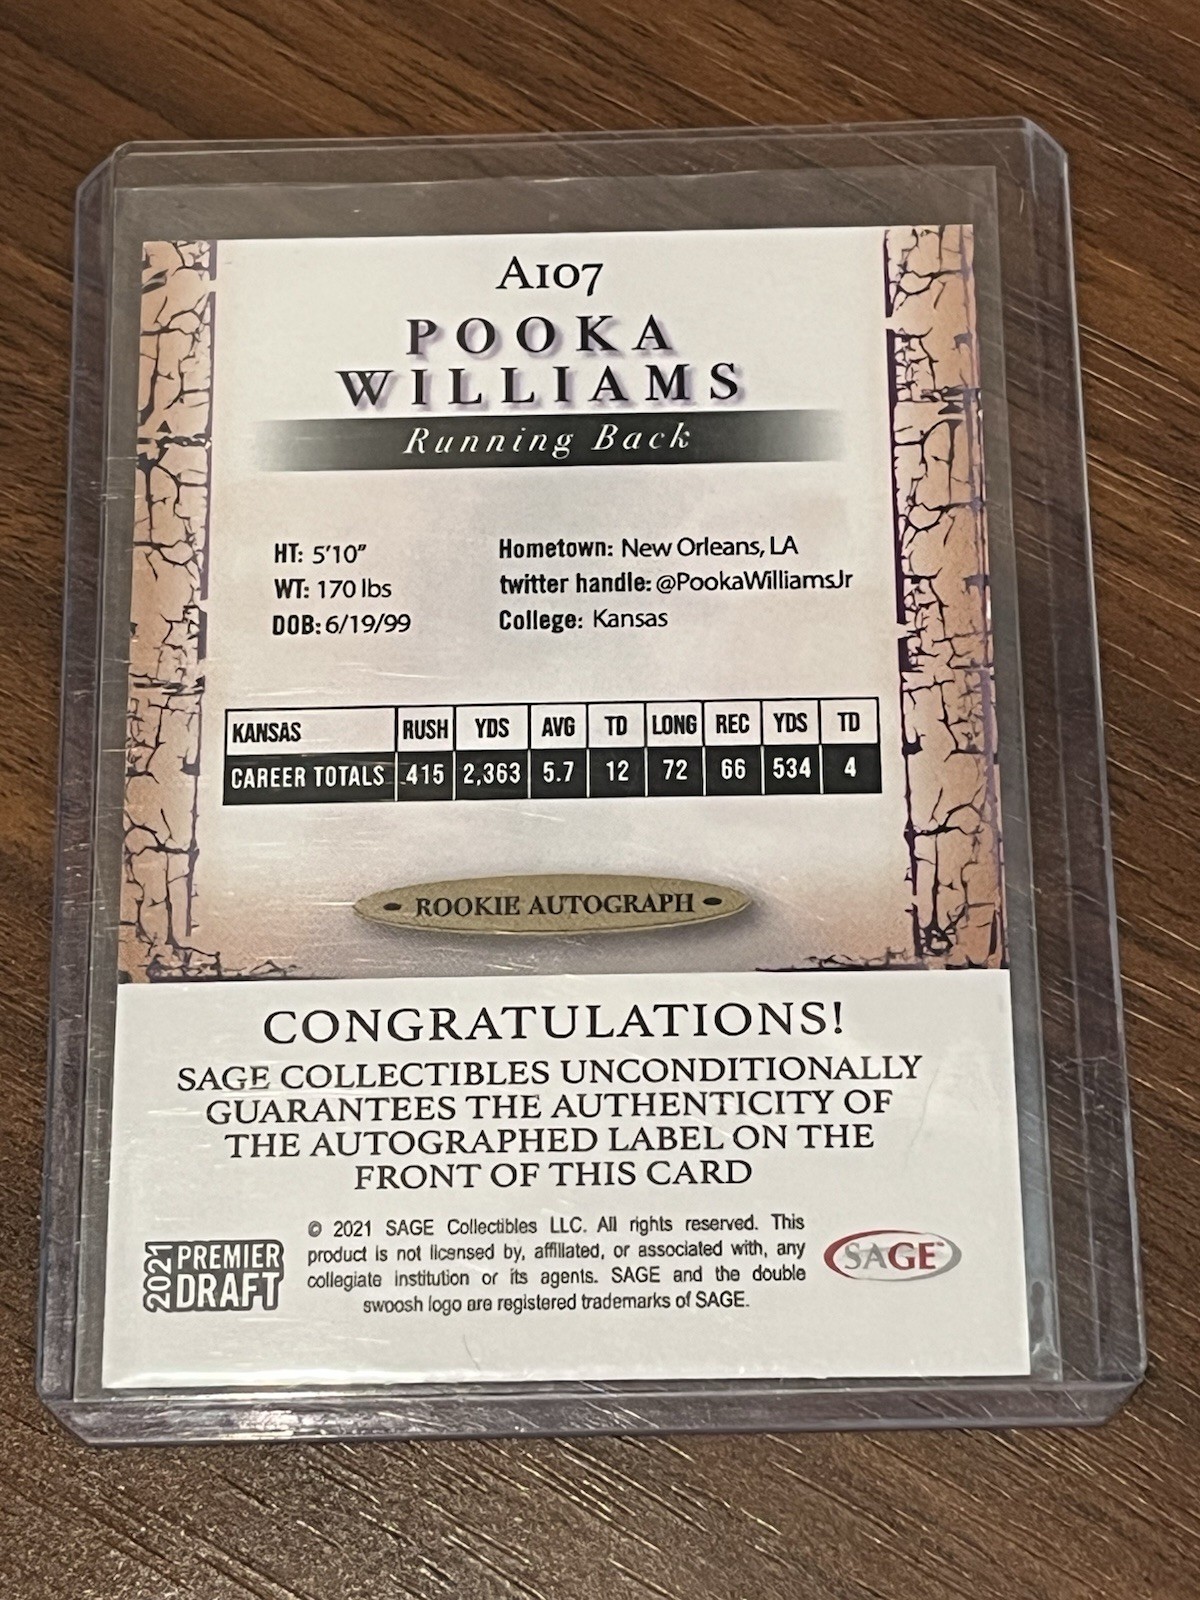 A107
POOKA
WILLIAMS
Running Back
HT: 5'10" Hometown: New Orleans, LA
WT: 170 lbs twitter handle: @PookaWilliamsJr
DOB: 6/19/99 College: Kansas
KANSAS RUSH YDS AVG TD LONG REC YDS TD
CAREER TOTALS 415 2,363 5.7 12 72 66 534 4
ROOKIE AUTOGRAPH
CONGRATULATIONS!
SAGE COLLECTIBLES UNCONDITIONALLY
GUARANTEES THE AUTHENTICITY OF
THE AUTOGRAPHED LABEL ON THE
FRONT OF THIS CARD
© 2021 SAGE Collectibles LLC. All rights reserved. This
product is not licensed by, affiliated, or associated with, any
collegiate institution or its agents. SAGE and the double
swoosh logo are registered trademarks of SAGE.
2021 PREMIER
DRAFT
SAGE™